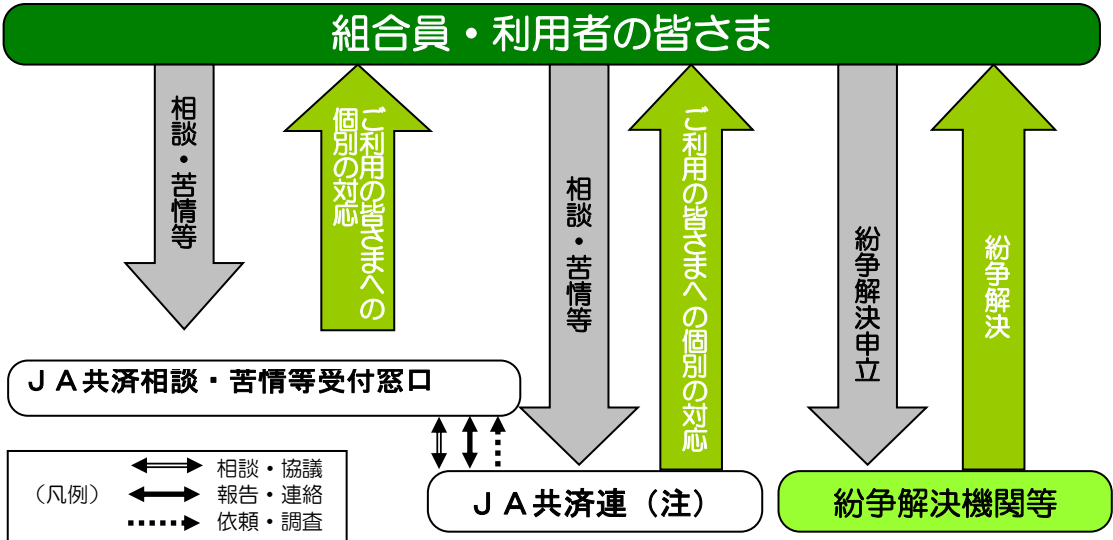 組合員・利用者の皆さま
相談・苦情等
ご利用の皆さまへの
個別の対応
相談・苦情等
ご利用の皆さまへの個別の対応
紛争解決申立
紛争解決
ＪＡ共済相談・苦情等受付窓口
ＪＡ共済連（注）
紛争解決機関等
（凡例）
相談・協議
報告・連絡
依頼・調査